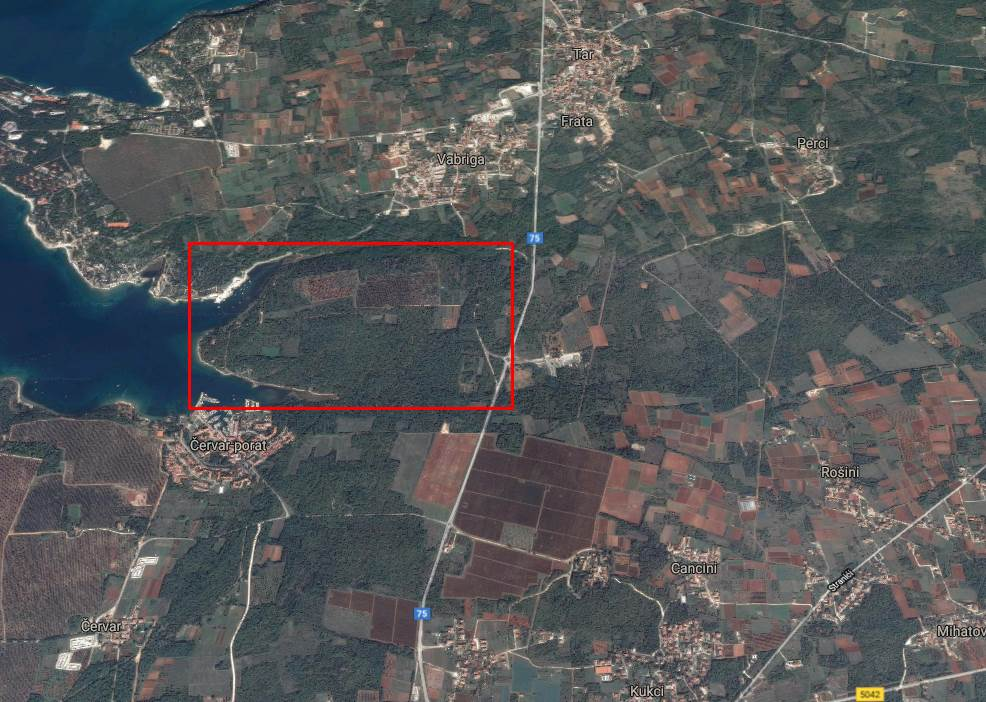 Tar
Frata
Perci
Vabriga
75
Červar-porat
Rošini
Cancini
Stranići
75
Červar
Mihatov
Kukci
5042